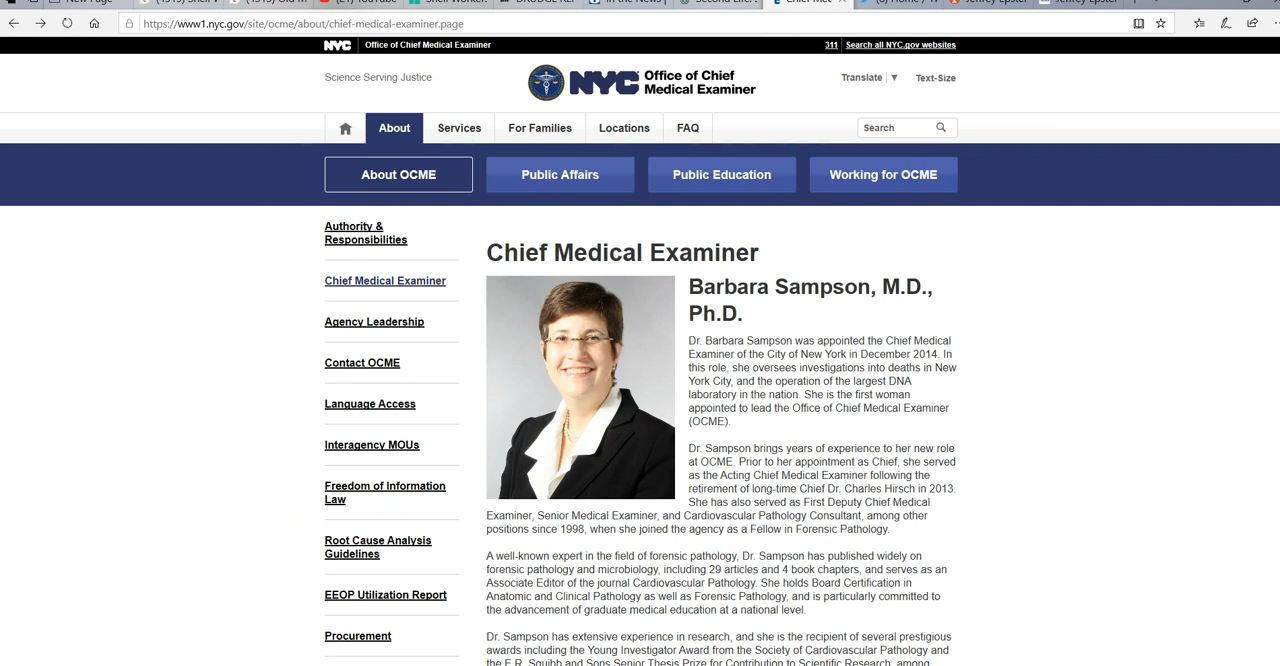 New Page
YouTube
DRUDGE REP
In the News
Second Life:
Chief Med
Jeffrey Epster
Jeffrey Epster
https://www1.nyc.gov/site/ocme/about/chief-medical-examiner.page
NYC Office of Chief Medical Examiner
311 Search all NYC.gov websites
Science Serving Justice
NYC Office of Chief
Medical Examiner
Translate ▼ Text-Size
About Services For Families Locations FAQ
Search
About OCME Public Affairs Public Education Working for OCME
Authority &
Responsibilities
Chief Medical Examiner
Agency Leadership
Contact OCME
Language Access
Interagency MOUs
Freedom of Information
Law
Root Cause Analysis
Guidelines
EEOP Utilization Report
Procurement
Chief Medical Examiner
Barbara Sampson, M.D.,
Ph.D.
Dr. Barbara Sampson was appointed the Chief Medical
Examiner of the City of New York in December 2014. In
this role, she oversees investigations into deaths in New
York City, and the operation of the largest DNA
laboratory in the nation. She is the first woman
appointed to lead the Office of Chief Medical Examiner
(OCME).
Dr. Sampson brings years of experience to her new role
at OCME. Prior to her appointment as Chief, she served
as the Acting Chief Medical Examiner following the
retirement of long-time Chief Dr. Charles Hirsch in 2013.
She has also served as First Deputy Chief Medical
Examiner, Senior Medical Examiner, and Cardiovascular Pathology Consultant, among other
positions since 1998, when she joined the agency as a Fellow in Forensic Pathology.
A well-known expert in the field of forensic pathology, Dr. Sampson has published widely on
forensic pathology and microbiology, including 29 articles and 4 book chapters, and serves as an
Associate Editor of the journal Cardiovascular Pathology. She holds Board Certification in
Anatomic and Clinical Pathology as well as Forensic Pathology, and is particularly committed to
the advancement of graduate medical education at a national level.
Dr. Sampson has extensive experience in research, and she is the recipient of several prestigious
awards including the Young Investigator Award from the Society of Cardiovascular Pathology and
the E.R. Squibb and Sons Senior Thesis Prize for Contribution to Scientific Research, among